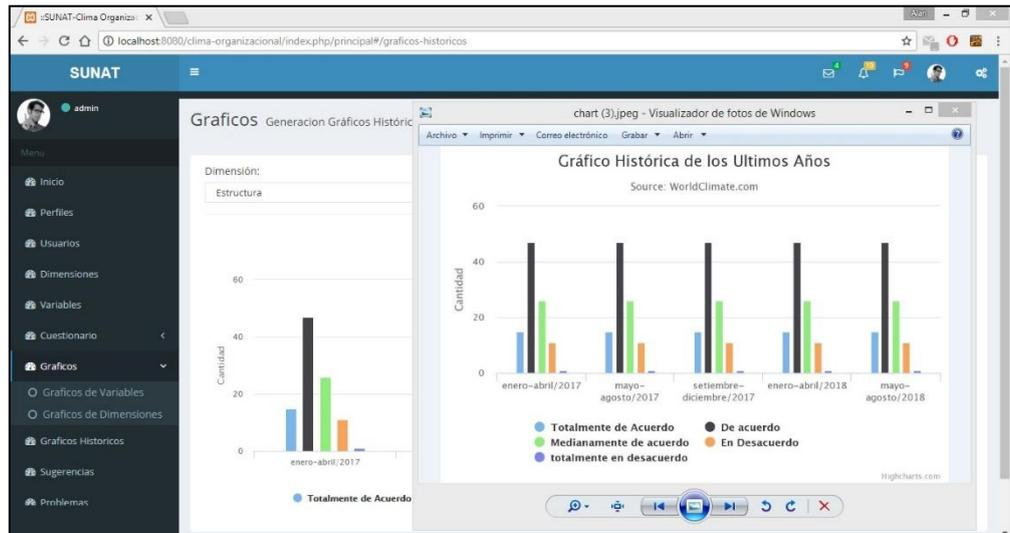 ::SUNAT-Clima Organizac
Alan
localhost:8080/clima-organizacional/index.php/principal#/graficos-historicos
SUNAT
4
10
9
admin
Menu
Inicio
Perfiles
Usuarios
Dimensiones
Variables
Cuestionario
Graficos
Graficos de Variables
Graficos de Dimensiones
Graficos Historicos
Sugerencias
Problemas
Graficos Generacion Gráficos Históric
Dimensión:
Estructura
60
40
20
0
Cantidad
enero-abril/2017
Totalmente de Acuerdo
chart (3).jpeg - Visualizador de fotos de Windows
Archivo Imprimir Correo electrónico Grabar Abrir
Gráfico Histórica de los Ultimos Años
Source: WorldClimate.com
60
40
20
0
Cantidad
enero-abril/2017 mayo-agosto/2017 setiembre-diciembre/2017 enero-abril/2018 mayo-agosto/2018
Totalmente de Acuerdo De acuerdo
Medianamente de acuerdo En Desacuerdo
totalmente en desacuerdo
Highcharts.com